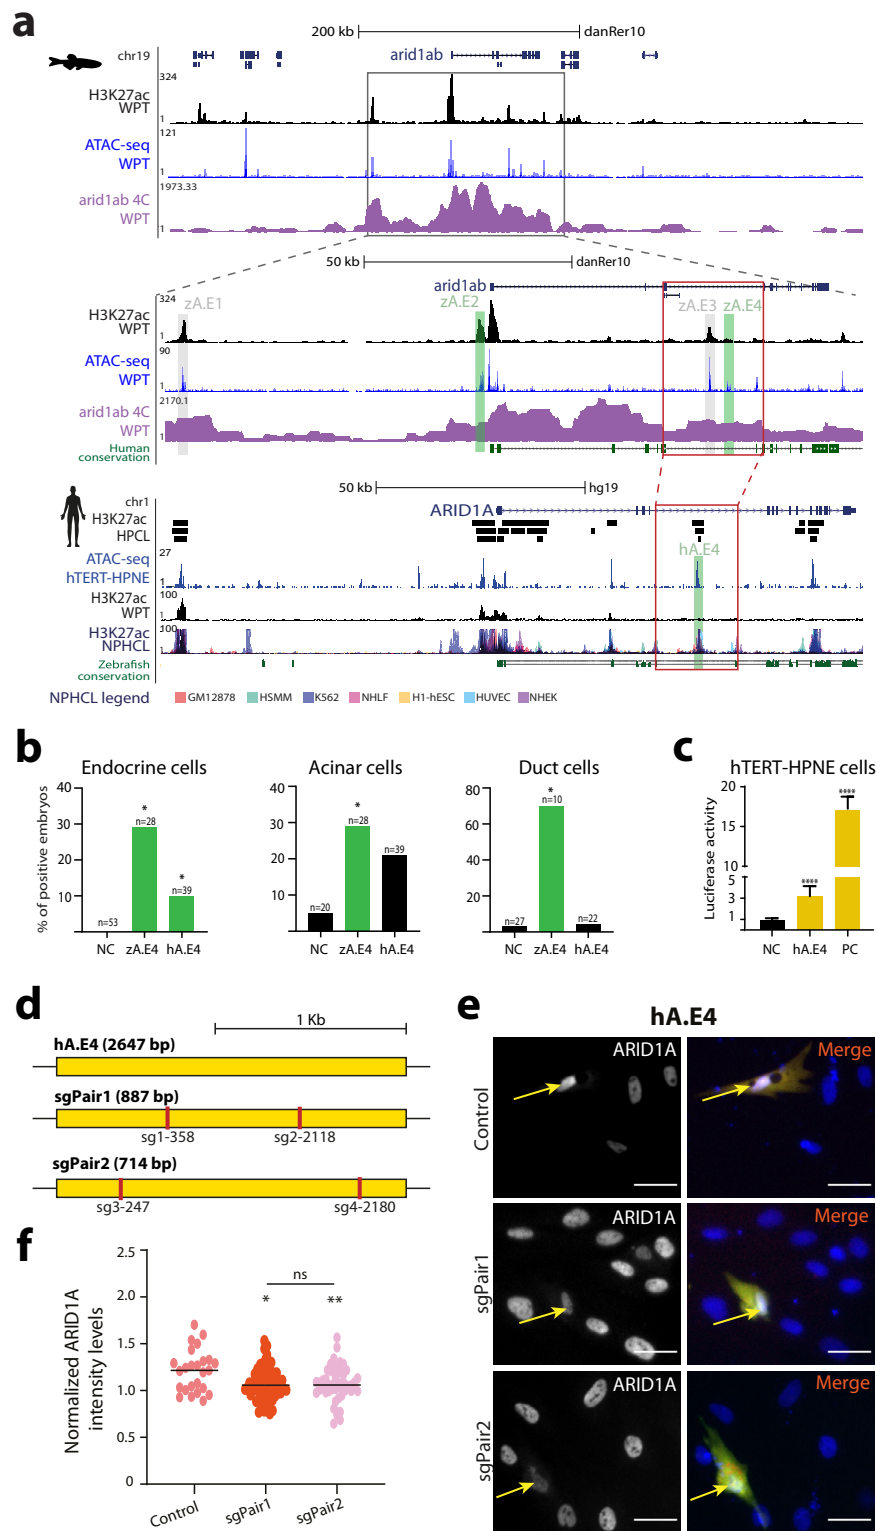 a
200 kb
danRer10
chr19
arid1ab
324
H3K27ac
WPT
1
121
ATAC-seq
WPT
1
1973.33
arid1ab 4C
WPT
1
50 kb
danRer10
arid1ab
324
zA.E1
zA.E2
zA.E3
zA.E4
H3K27ac
WPT
1
90
ATAC-seq
WPT
1
2170.1
arid1ab 4C
WPT
1
Human
conservation
50 kb
hg19
chr1
ARID1A
H3K27ac
HPCL
27
ATAC-seq
hTERT-HPNE
1
hA.E4
100
H3K27ac
WPT
1
100
H3K27ac
NPHCL
1
Zebrafish
conservation
NPHCL legend
GM12878
HSMM
K562
NHLF
H1-hESC
HUVEC
NHEK
b
Endocrine cells
% of positive embryos
40
30
20
10
n=53
*
n=28
*
n=39
NC
zA.E4
hA.E4
Acinar cells
40
30
20
10
n=20
*
n=28
n=39
NC
zA.E4
hA.E4
Duct cells
80
60
40
20
n=27
*
n=10
n=22
NC
zA.E4
hA.E4
c
hTERT-HPNE cells
Luciferase activity
20
15
10
5
3
1
****
****
NC
hA.E4
PC
d
1 Kb
hA.E4 (2647 bp)
sgPair1 (887 bp)
sg1-358
sg2-2118
sgPair2 (714 bp)
sg3-247
sg4-2180
e
hA.E4
Control
ARID1A
Merge
sgPair1
ARID1A
Merge
sgPair2
ARID1A
Merge
f
Normalized ARID1A
intensity levels
2.5
2.0
1.5
1.0
0.5
0
ns
*
**
Control
sgPair1
sgPair2